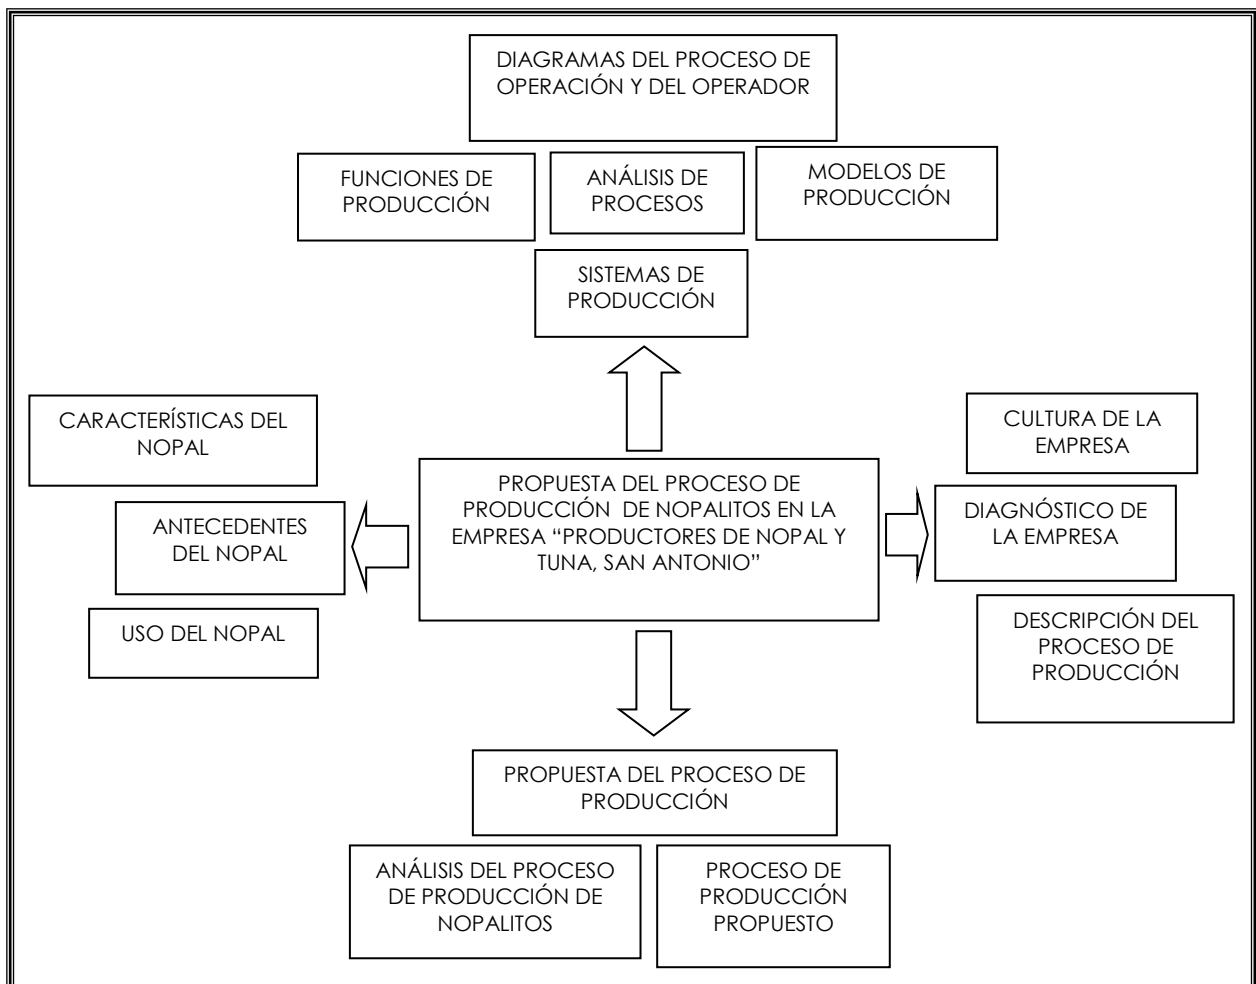 DIAGRAMAS DEL PROCESO DE
OPERACIÓN Y DEL OPERADOR
FUNCIONES DE
PRODUCCIÓN
ANÁLISIS DE
PROCESOS
MODELOS DE
PRODUCCIÓN
SISTEMAS DE
PRODUCCIÓN
CARACTERÍSTICAS DEL
NOPAL
ANTECEDENTES
DEL NOPAL
USO DEL NOPAL
PROPUESTA DEL PROCESO DE
PRODUCCIÓN DE NOPALITOS EN LA
EMPRESA “PRODUCTORES DE NOPAL Y
TUNA, SAN ANTONIO”
CULTURA DE LA
EMPRESA
DIAGNÓSTICO DE
LA EMPRESA
DESCRIPCIÓN DEL
PROCESO DE
PRODUCCIÓN
PROPUESTA DEL PROCESO DE
PRODUCCIÓN
ANÁLISIS DEL PROCESO
DE PRODUCCIÓN DE
NOPALITOS
PROCESO DE
PRODUCCIÓN
PROPUESTO